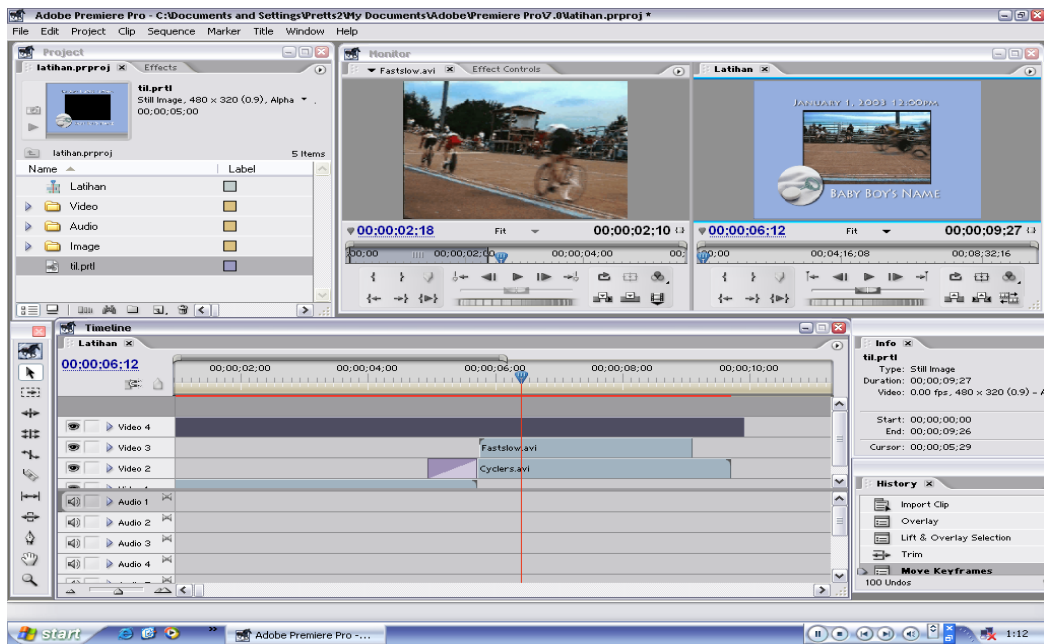 Adobe Premiere Pro - C:\Documents and Settings\Pretts2\My Documents\Adobe\Premiere Pro\7.0\latihan.prproj *
File Edit Project Clip Sequence Marker Title Window Help
Project
latihan.prproj Effects
til.prtl
Still Image, 480 x 320 (0.9), Alpha
00;00;05;00
latihan.prproj 5 Items
Name Label
Latihan
Video
Audio
Image
til.prtl
Monitor
Fastslow.avi Effect Controls
00;00;02;18 Fit 00;00;02;10
00;00 00;00;02;00 00;00;04;00 00;
Latihan
JANUARY 1, 2003 12:00PM
BABY BOY'S NAME
00;00;06;12 Fit 00;00;09;27
00;00 00;04;16;08 00;08;32;16
Timeline
Latihan
00;00;06;12
00;00;02;00 00;00;04;00 00;00;06;00 00;00;08;00 00;00;10;00
Video 4
Video 3 Fastslow.avi
Video 2 Cyclers.avi
Audio 1
Audio 2
Audio 3
Audio 4
Info
til.prtl
Type: Still Image
Duration: 00;00;09;27
Video: 0.00 fps, 480 x 320 (0.9) - A
Start: 00;00;00;00
End: 00;00;09;26
Cursor: 00;00;05;29
History
Import Clip
Overlay
Lift & Overlay Selection
Trim
Move Keyframes
100 Undos
start Adobe Premiere Pro -... 1:12